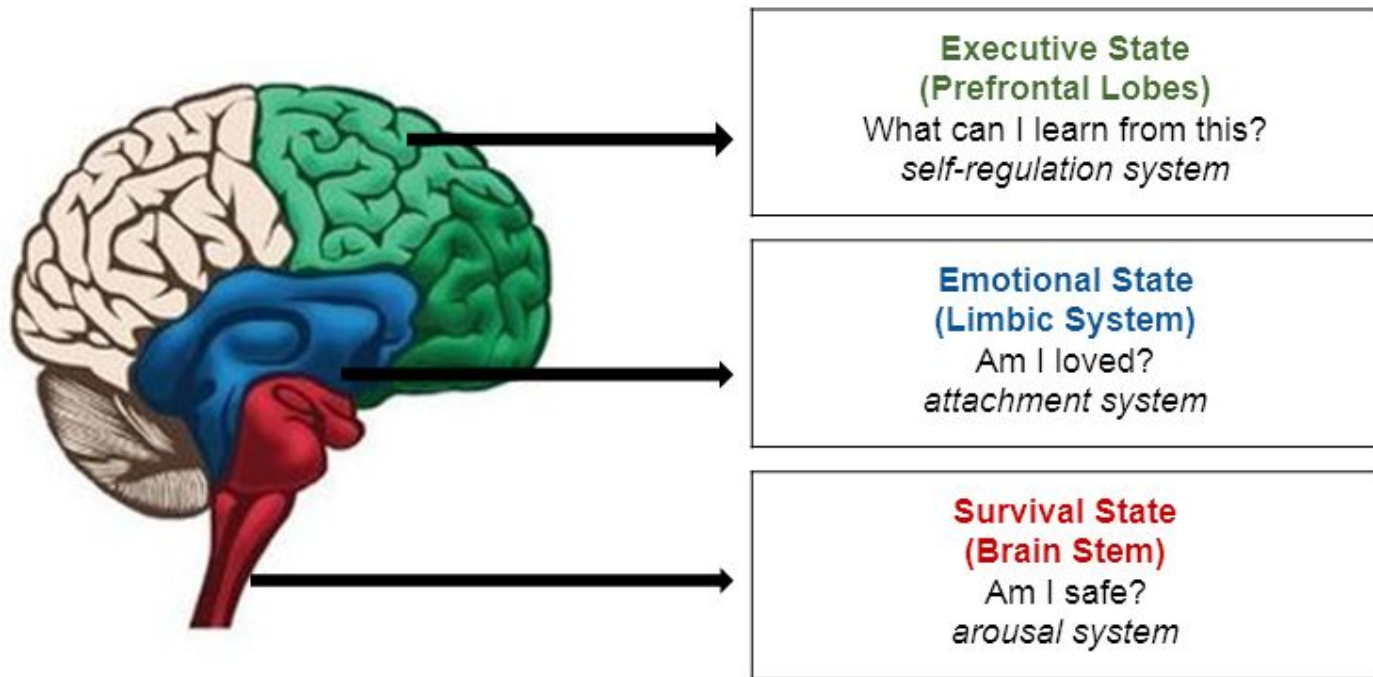 Executive State
(Prefrontal Lobes)
What can I learn from this?
self-regulation system
Emotional State
(Limbic System)
Am I loved?
attachment system
Survival State
(Brain Stem)
Am I safe?
arousal system